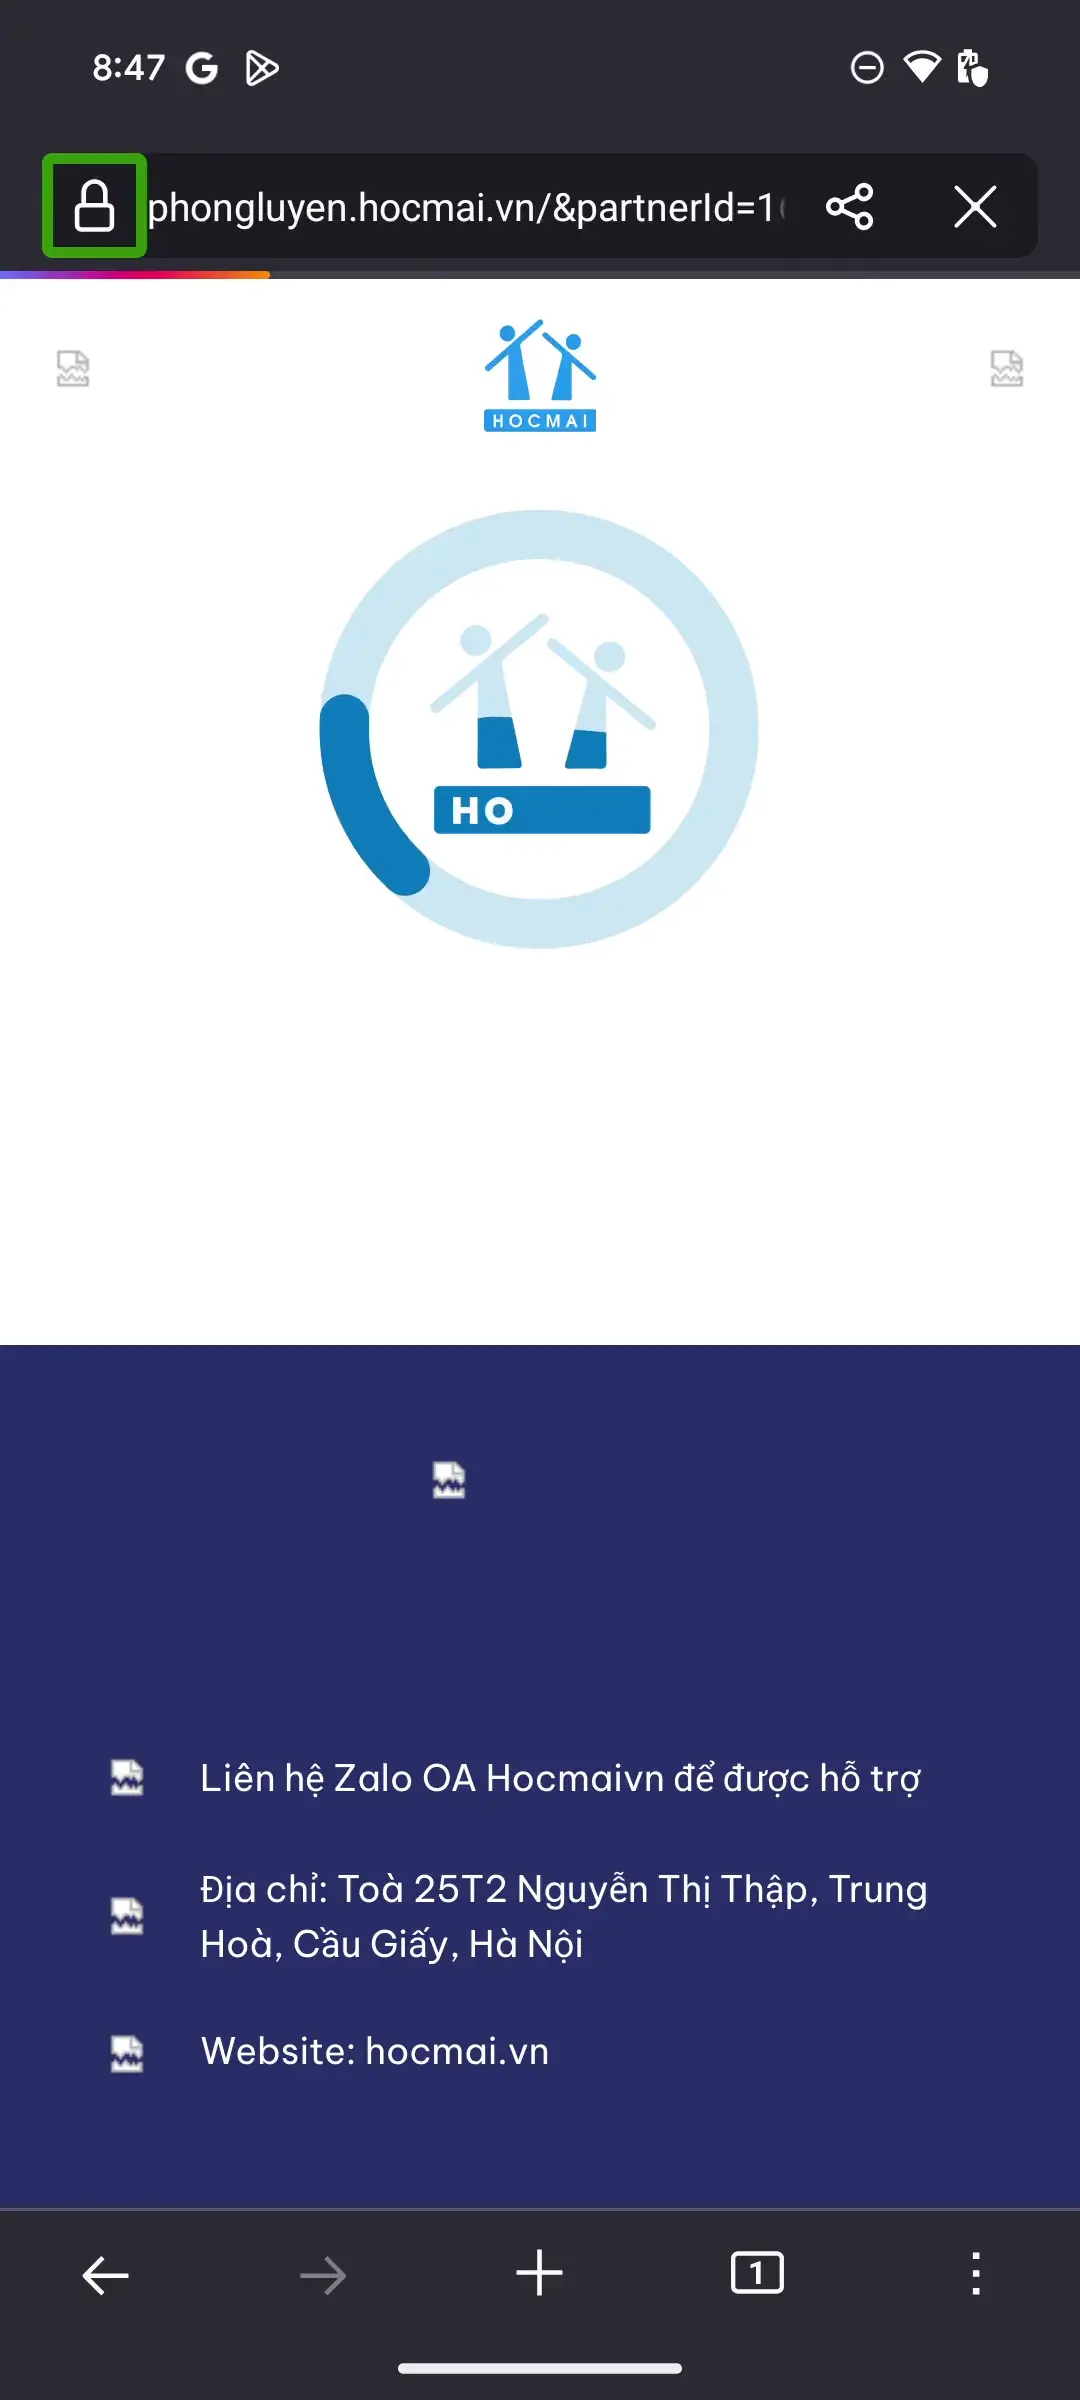 8:47
phongluyen.hocmai.vn/&partnerId=1
HOCMAI
HO
Liên hệ Zalo OA Hocmaivn để được hỗ trợ
Địa chỉ: Toà 25T2 Nguyễn Thị Thập, Trung
Hoà, Cầu Giấy, Hà Nội
Website: hocmai.vn
1